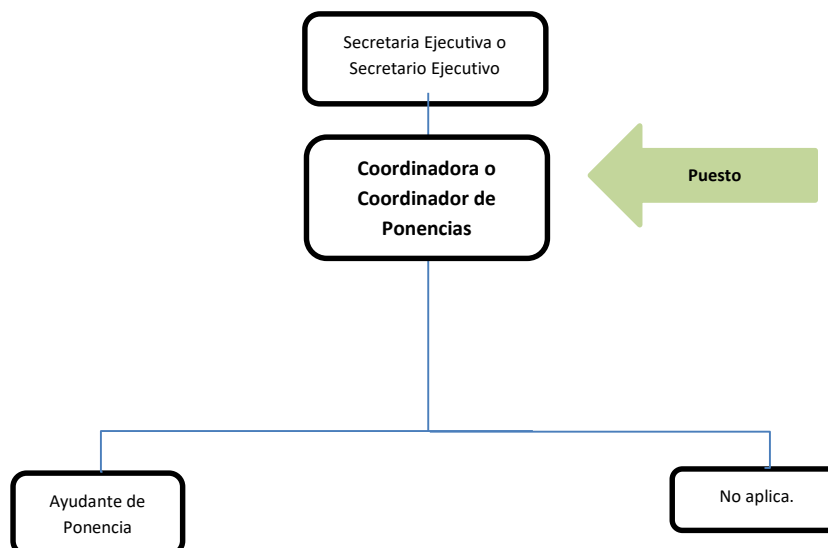 Secretaria Ejecutiva o
Secretario Ejecutivo
Coordinadora o
Coordinador de
Ponencias
Puesto
Ayudante de
Ponencia
No aplica.